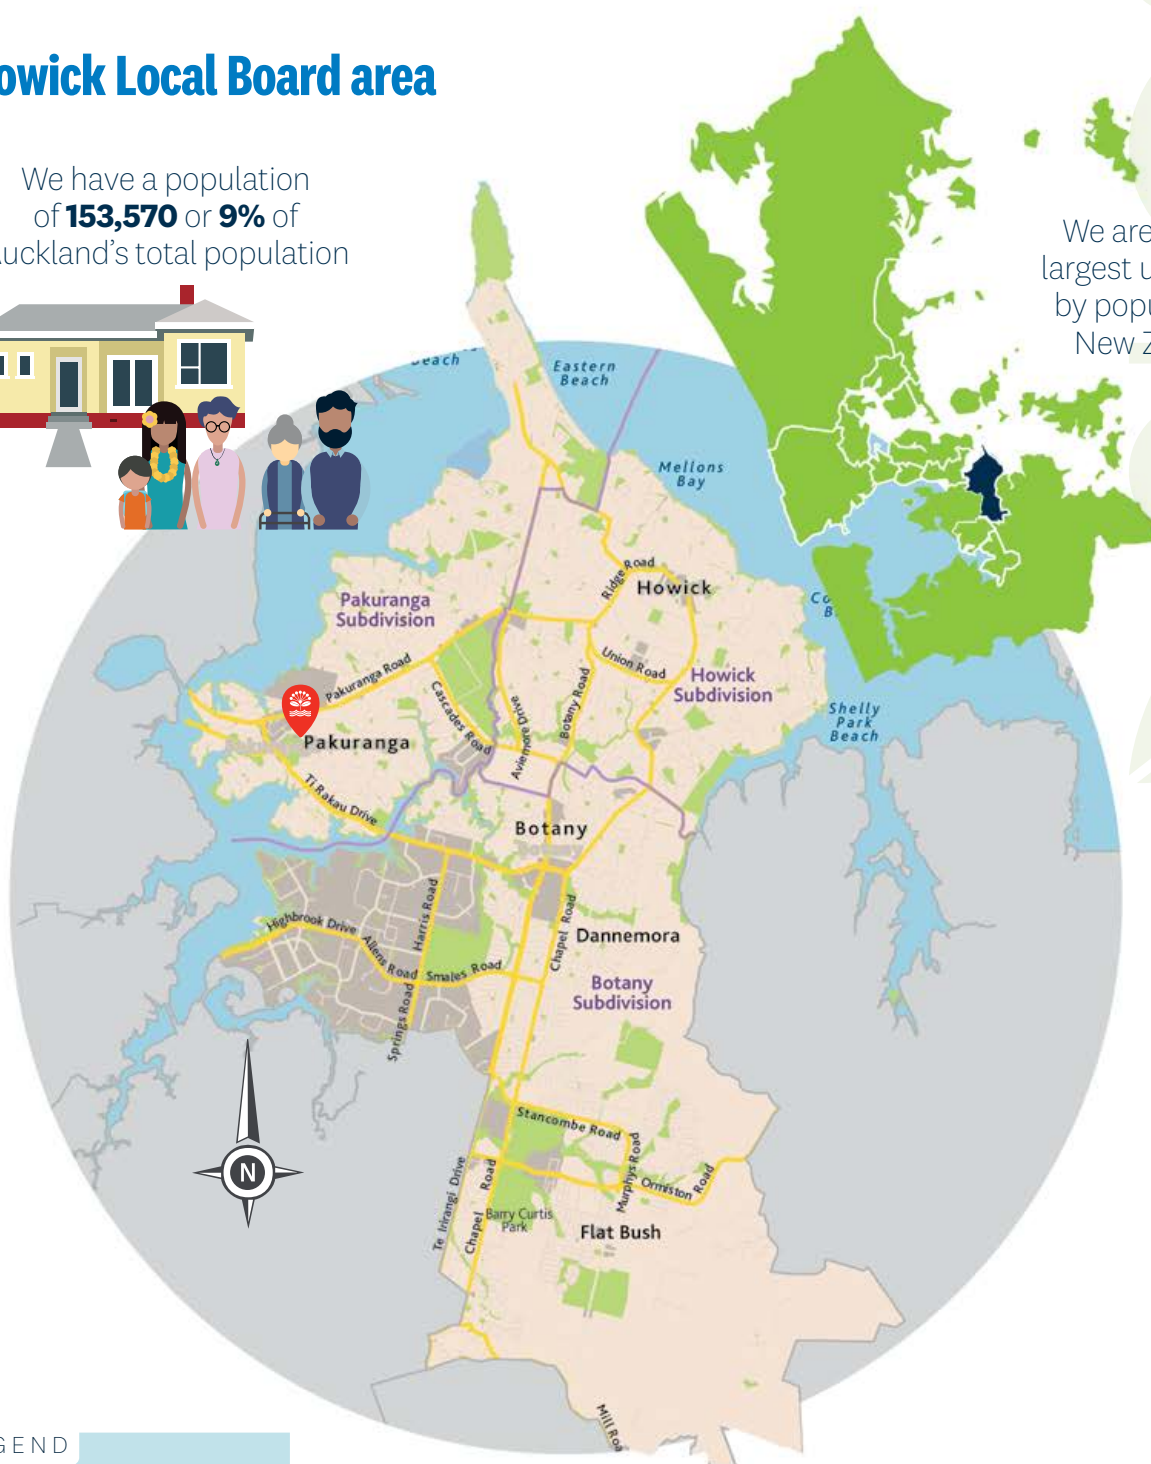 owick Local Board area
We have a population
of 153,570 or 9% of
uckland's total population
We are
largest u
by popu
New Z
each
Eastern
Beach
Mellons
Bay
Ridge Road
Howick
Pakuranga
Subdivision
Co
B
Pakuranga Road
Union Road
Howick
Subdivision
Cascades Road
Aviemore Drive
Botany Road
Shelly
Park
Beach
Pakuranga
Ti Rakau Drive
Botany
Highbrook Drive
Allens Road
Harris Road
Smales Road
Springs Road
Chapel Road
Dannemora
Botany
Subdivision
N
Stancombe Road
Murphys Road
Ormiston Road
Te Irirangi Drive
Chapel Road
Barry Curtis
Park
Flat Bush
Mill Roa
GEND